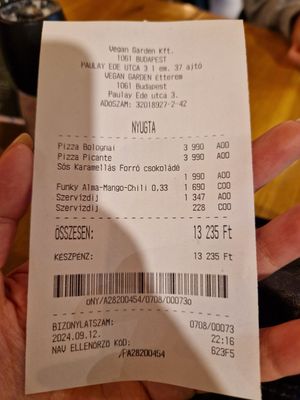 Vegan Garden Kft.
1061 BUDAPEST
PAULAY EDE UTCA 3 1 em. 37 ajtó
VEGAN GARDEN Étterem
1061 Budapest
Paulay Ede utca 3.
ADÓSZÁM: 32018927-2-42
NYUGTA
Pizza Bolognai 3 990 A00
Pizza Picante 3 990 A00
Sós Karamellás Forró csokoládé
1 990 A00
Funky Alma-Mango-Chili 0,33 1 690 C00
Szervízdíj 1 347 A00
Szervízdíj 228 C00
ÖSSZESEN: 13 235 Ft
KÉSZPÉNZ: 13 235 Ft
NY/A28200454/0708/00073
BIZONYLATSZÁM: 0708/00073
2024.09.12. 22:16
NAV ELLENŐRZŐ KÓD: 623F5
A28200454